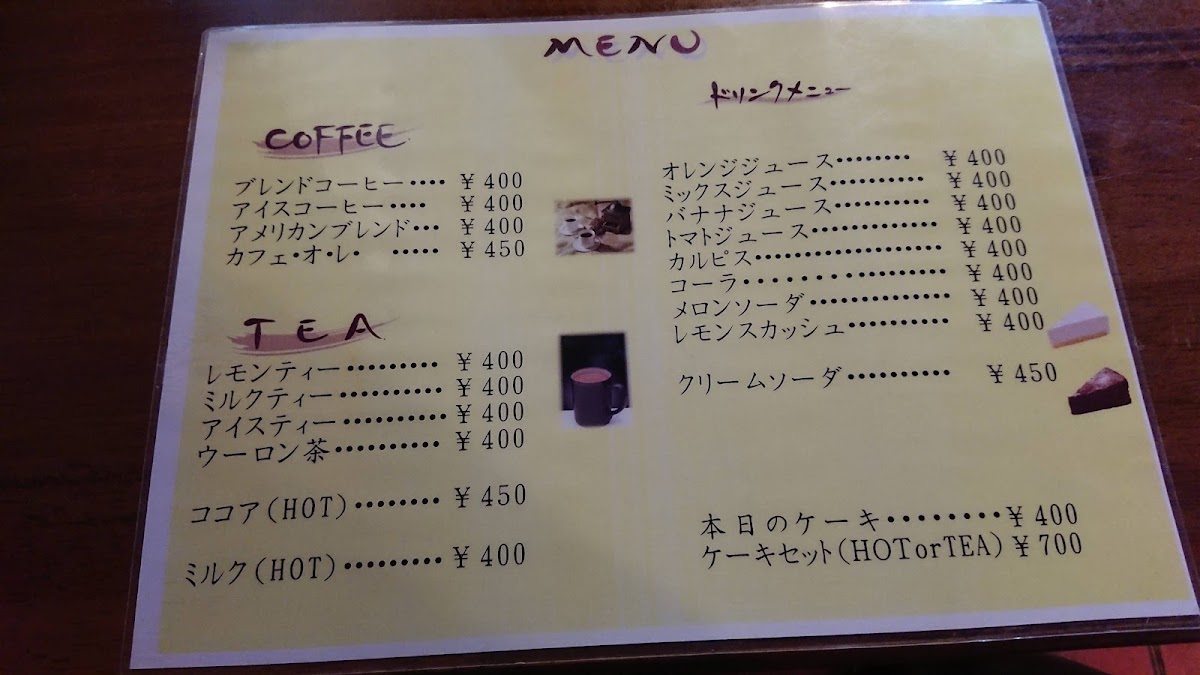 MENU
COFFEE
ブレンドコーヒー････ ￥400
アイスコーヒー････ ￥400
アメリカンブレンド･･･ ￥400
カフェ･オ･レ･ ･････ ￥450
TEA
レモンティー･････････ ￥400
ミルクティー･･････････ ￥400
アイスティー･･････････ ￥400
ウーロン茶･･････････ ￥400
ココア(HOT)････････ ￥450
ミルク(HOT)･････････ ￥400
ドリンクメニュー
オレンジジュース････････ ￥400
ミックスジュース･･････････ ￥400
バナナジュース･･････････ ￥400
トマトジュース･････････････ ￥400
カルピス･･････････････････ ￥400
コーラ･････････････････ ￥400
メロンソーダ･･････････････ ￥400
レモンスカッシュ･･････････ ￥400
クリームソーダ･･････････ ￥450
本日のケーキ････････￥400
ケーキセット(HOTorTEA)￥700